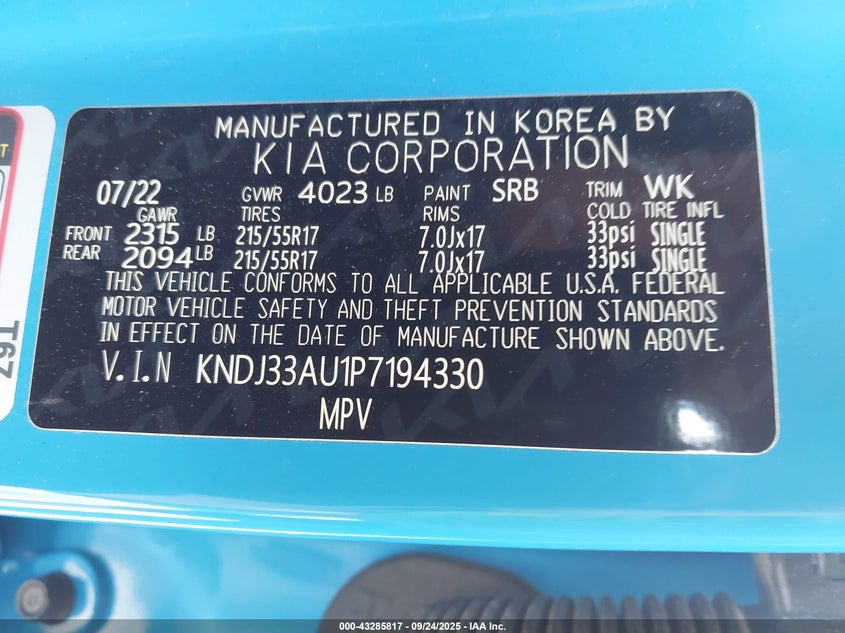 MANUFACTURED IN KOREA BY
KIA CORPORATION
07/22 GVWR 4023 LB PAINT SRB TRIM WK
GAWR TIRES RIMS COLD TIRE INFL
FRONT 2315 LB 215/55R17 7.0Jx17 33psi SINGLE
REAR 2094 LB 215/55R17 7.0Jx17 33psi SINGLE
THIS VEHICLE CONFORMS TO ALL APPLICABLE U.S.A. FEDERAL
MOTOR VEHICLE SAFETY AND THEFT PREVENTION STANDARDS
IN EFFECT ON THE DATE OF MANUFACTURE SHOWN ABOVE.
V.I.N KNDJ33AU1P7194330
MPV
000-43285817 - 09/24/2025 - IAA Inc.